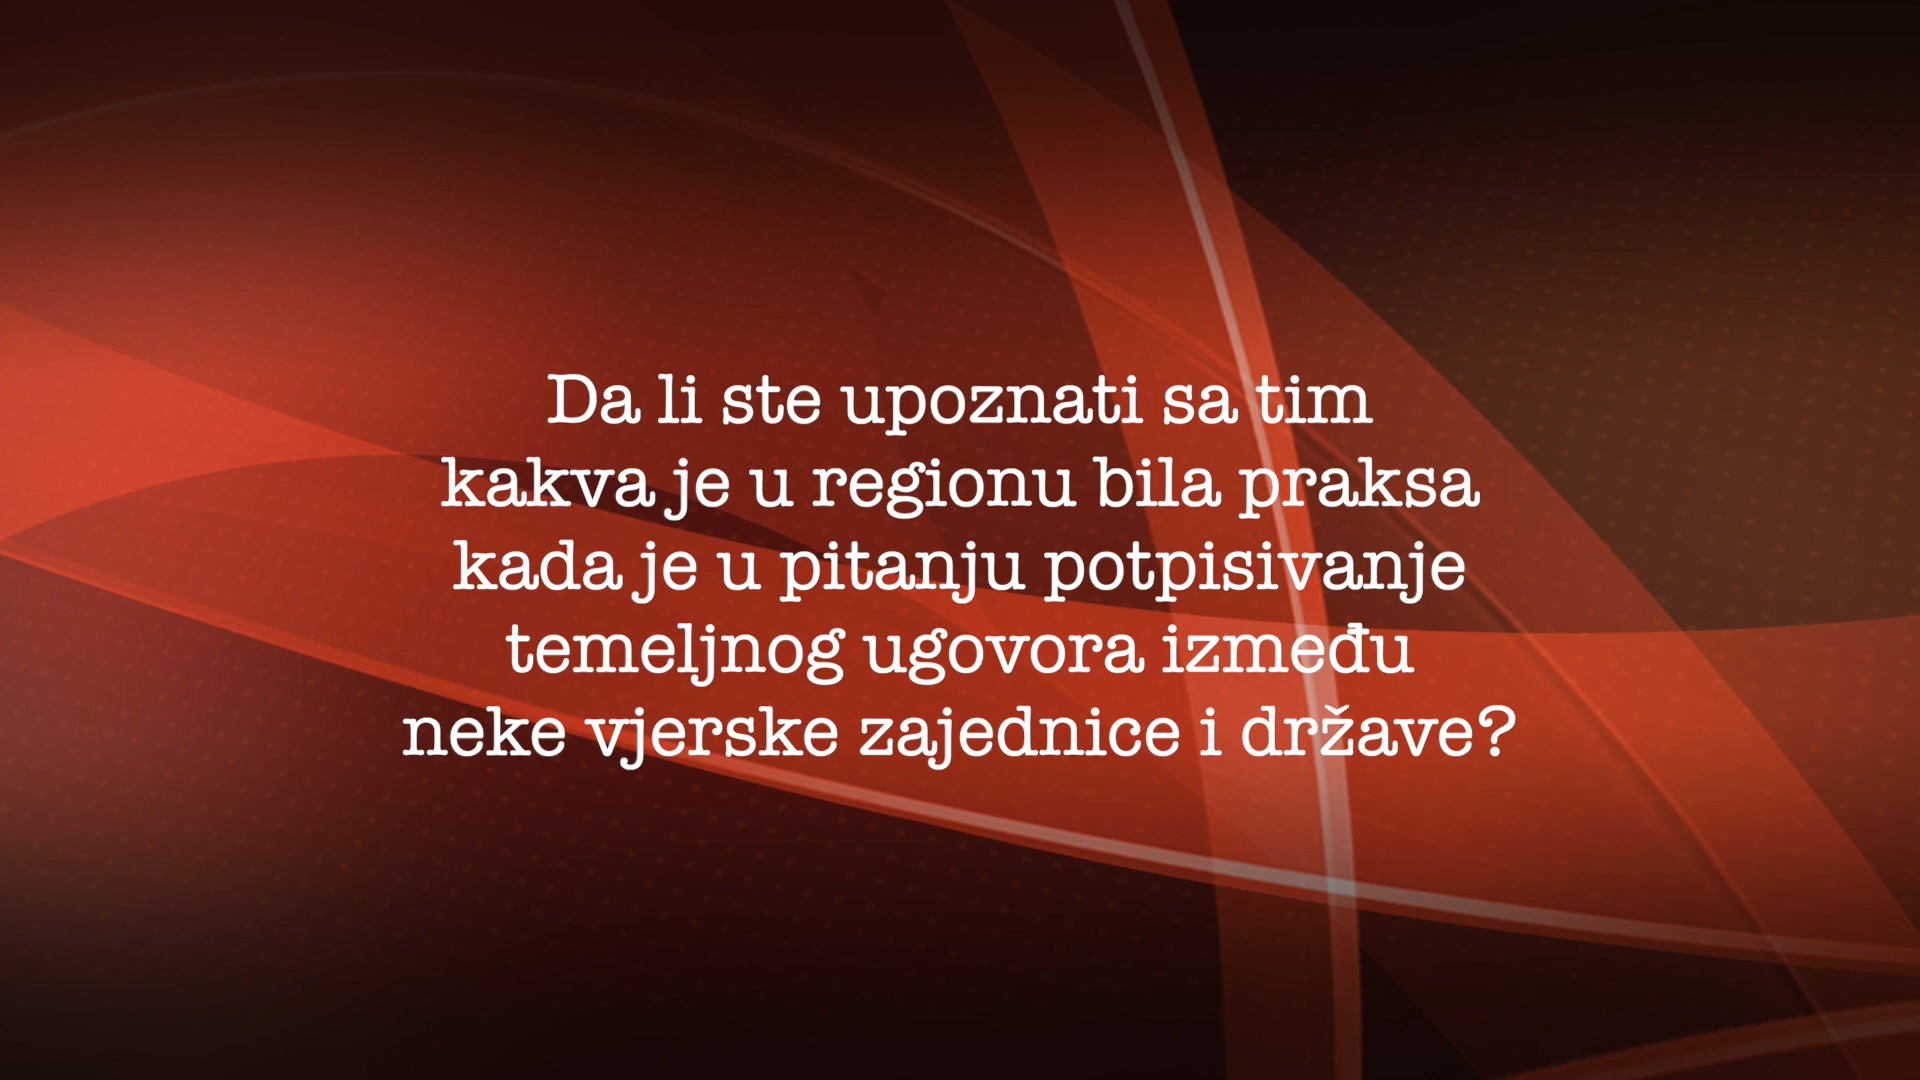 Da li ste upoznati sa tim
kakva je u regionu bila praksa
kada je u pitanju potpisivanje
temeljnog ugovora između
neke vjerske zajednice i države?